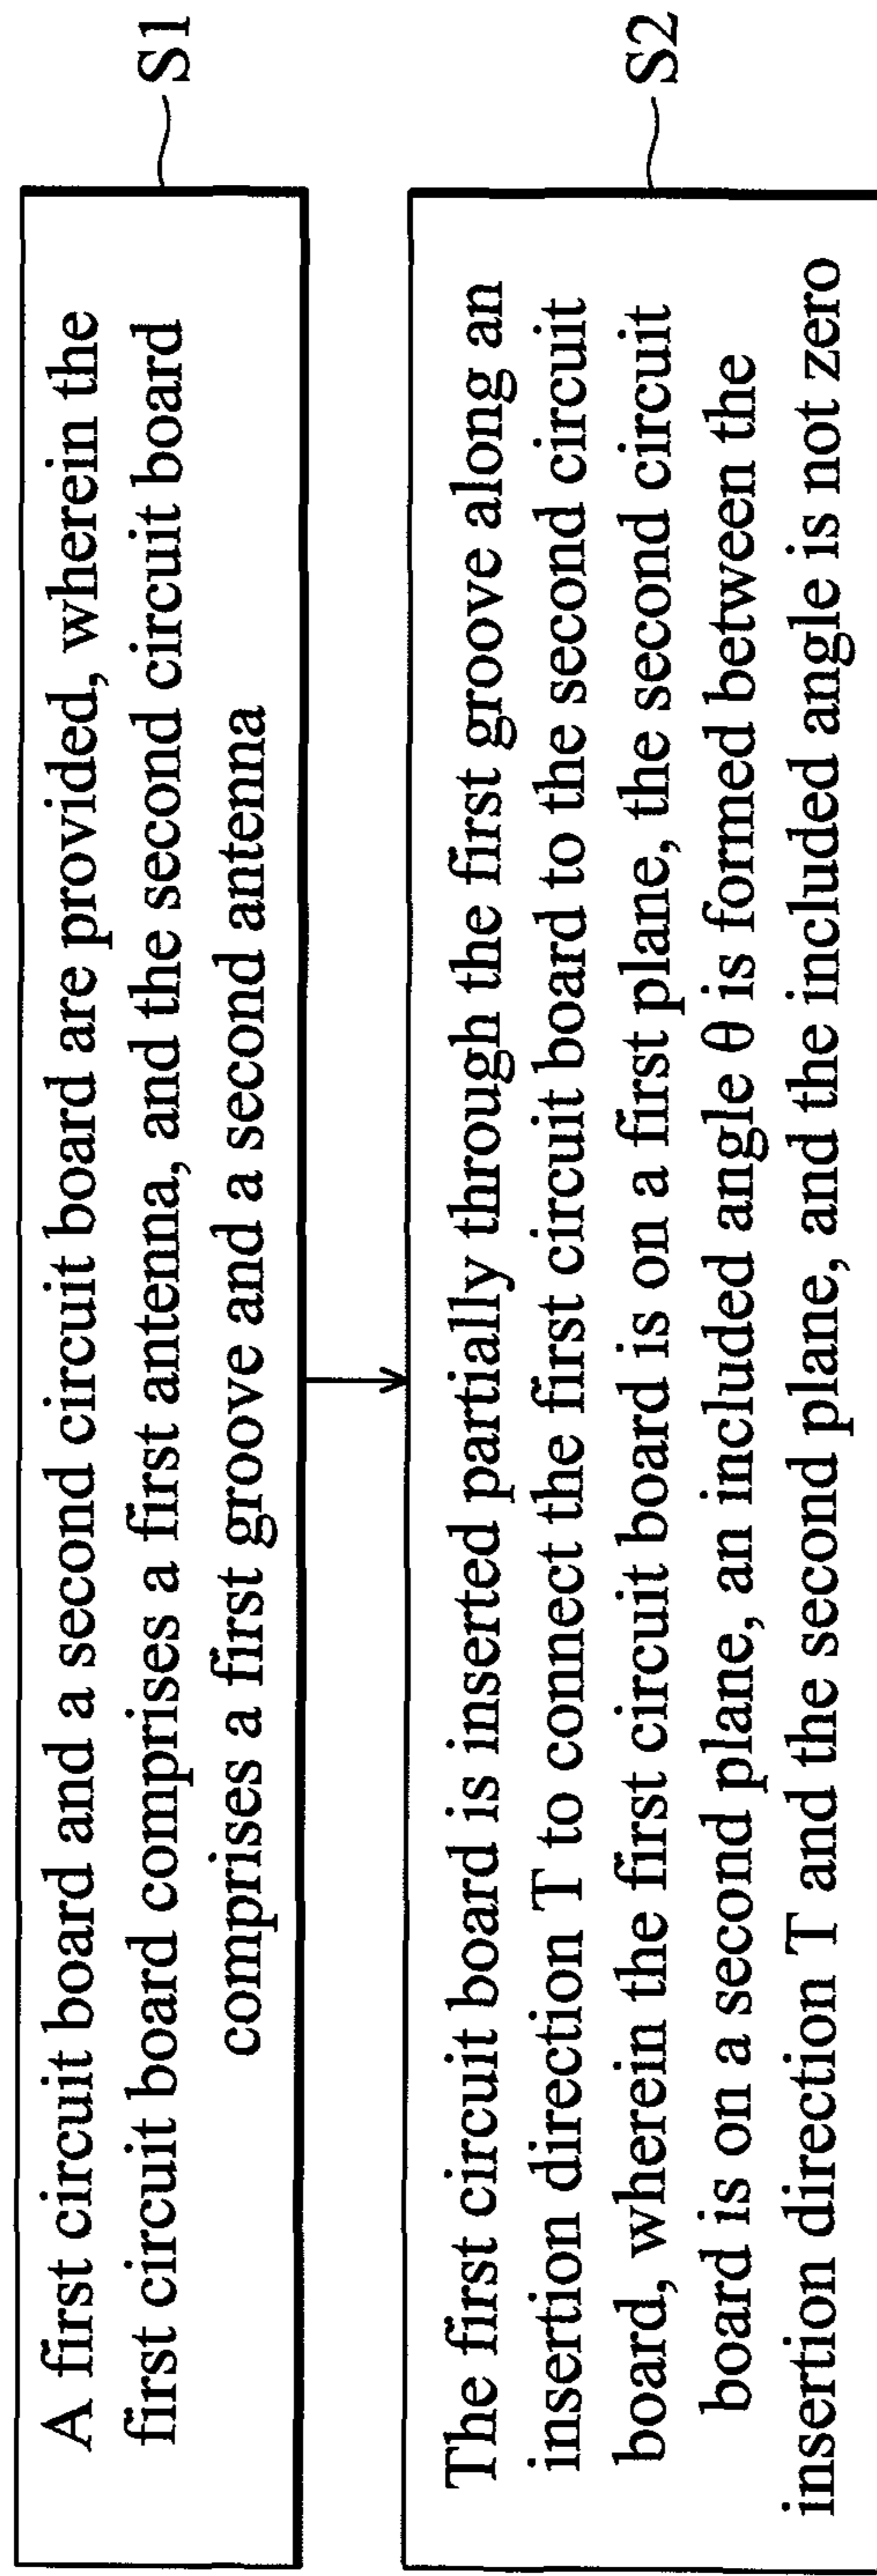 A first circuit board and a second circuit board are provided, wherein the
first circuit board comprises a first antenna, and the second circuit board
comprises a first groove and a second antenna
S1
The first circuit board is inserted partially through the first groove along an
insertion direction T to connect the first circuit board to the second circuit
board, wherein the first circuit board is on a first plane, the second circuit
board is on a second plane, an included angle θ is formed between the
insertion direction T and the second plane, and the included angle is not zero
S2